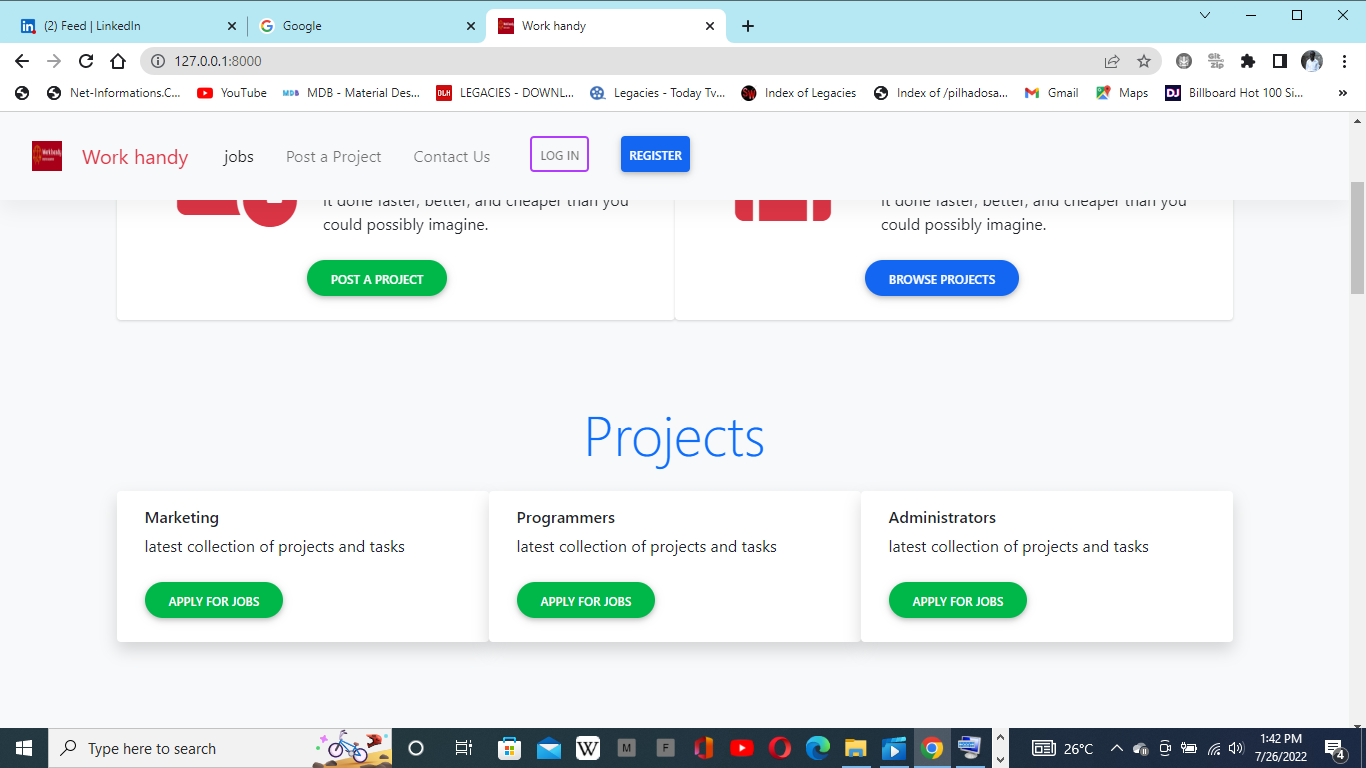 (2) Feed | LinkedIn
Google
Work handy
127.0.0.1:8000
Net-Informations.C...
YouTube
MDB - Material Des...
LEGACIES - DOWNL...
Legacies - Today Tv...
Index of Legacies
Index of /pilhadosa...
Gmail
Maps
Billboard Hot 100 Si...
»
Work handy
jobs
Post a Project
Contact Us
LOG IN
REGISTER
it done faster, better, and cheaper than you
could possibly imagine.
POST A PROJECT
it done faster, better, and cheaper than you
could possibly imagine.
BROWSE PROJECTS
Projects
Marketing
latest collection of projects and tasks
APPLY FOR JOBS
Programmers
latest collection of projects and tasks
APPLY FOR JOBS
Administrators
latest collection of projects and tasks
APPLY FOR JOBS
Type here to search
26°C
1:42 PM
7/26/2022
4